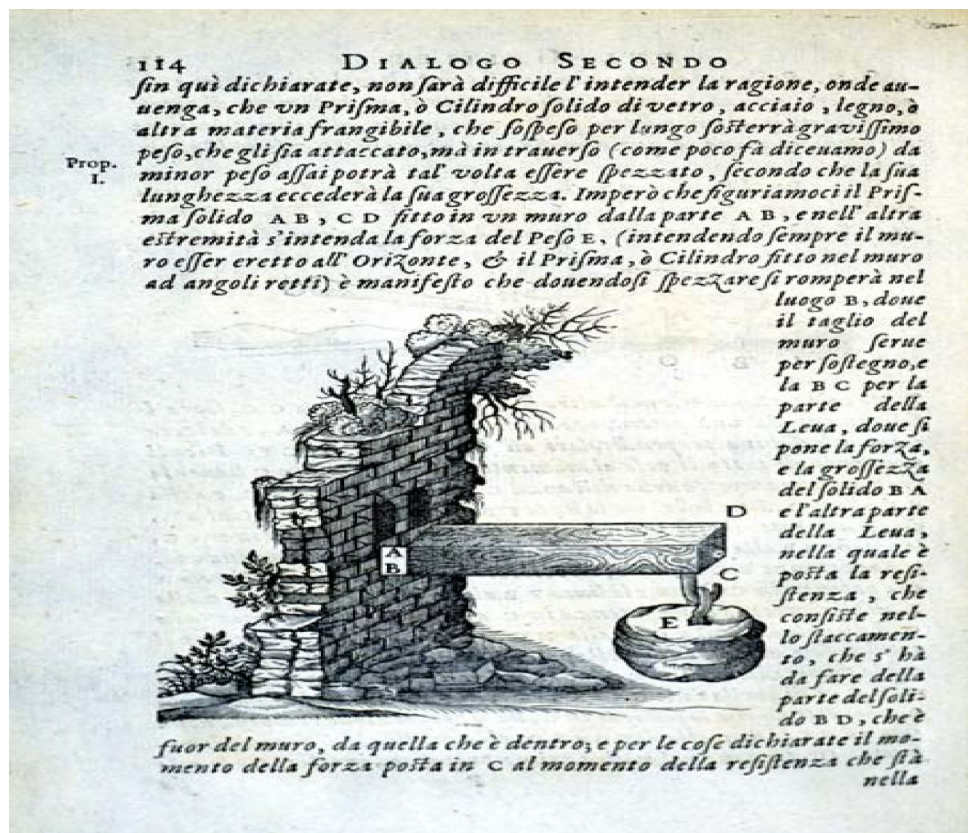 114 DIALOGO SECONDO
ſin quì dichiarate, non ſarà difficile l'intender la ragione, onde au-
uenga, che vn Priſma, ò Cilindro ſolido di vetro, acciaio, legno, ò
altra materia frangibile, che ſoſpeſo per lungo ſoſterrà grauiſſimo
peſo, che gli ſia attaccato, mà in trauerſo (come poco fà diceuamo) da
minor peſo aſſai potrà tal' volta eſſere ſpezzato, ſecondo che la ſua
lunghezza eccederà la ſua groſſezza. Imperò che figuriamoci il Priſ-
ma ſolido AB, CD fitto in vn muro dalla parte AB, e nell' altra
eſtremità s'intenda la forza del Peſo E, (intendendo ſempre il mu-
ro eſſer eretto all' Orizonte, & il Priſma, ò Cilindro fitto nel muro
ad angoli retti) è manifeſto che douendoſi ſpezzare ſi romperà nel
Prop.
I.
luogo B, doue
il taglio del
muro ſerue
pèr ſoſtegno, e
la BC per la
parte della
Leua, doue ſi
pone la forza,
e la groſſezza
del ſolido BA
e l'altra parte
della Leua,
nella quale è
poſta la reſi-
ſtenza, che
conſiſte nel-
lo ſtaccamen-
to, che s' hà
da fare della
parte del ſoli-
do BD, che è
A
B
D
C
E
fuor del muro, da quella che è dentro; e per le coſe dichiarate il mo-
mento della forza poſta in C al momento della reſiſtenza che ſtà
nella